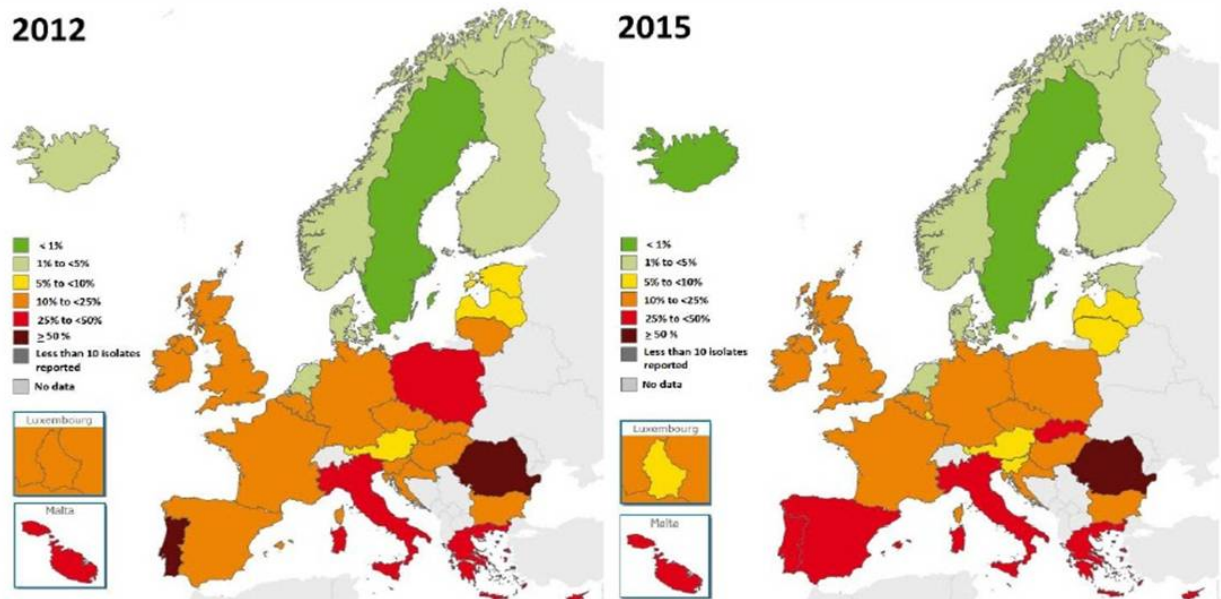 2012
< 1%
1% to <5%
5% to <10%
10% to <25%
25% to <50%
≥ 50 %
Less than 10 isolates
reported
No data
Luxembourg
Malta
2015
< 1%
1% to <5%
5% to <10%
10% to <25%
25% to <50%
≥ 50 %
Less than 10 isolates
reported
No data
Luxembourg
Malta